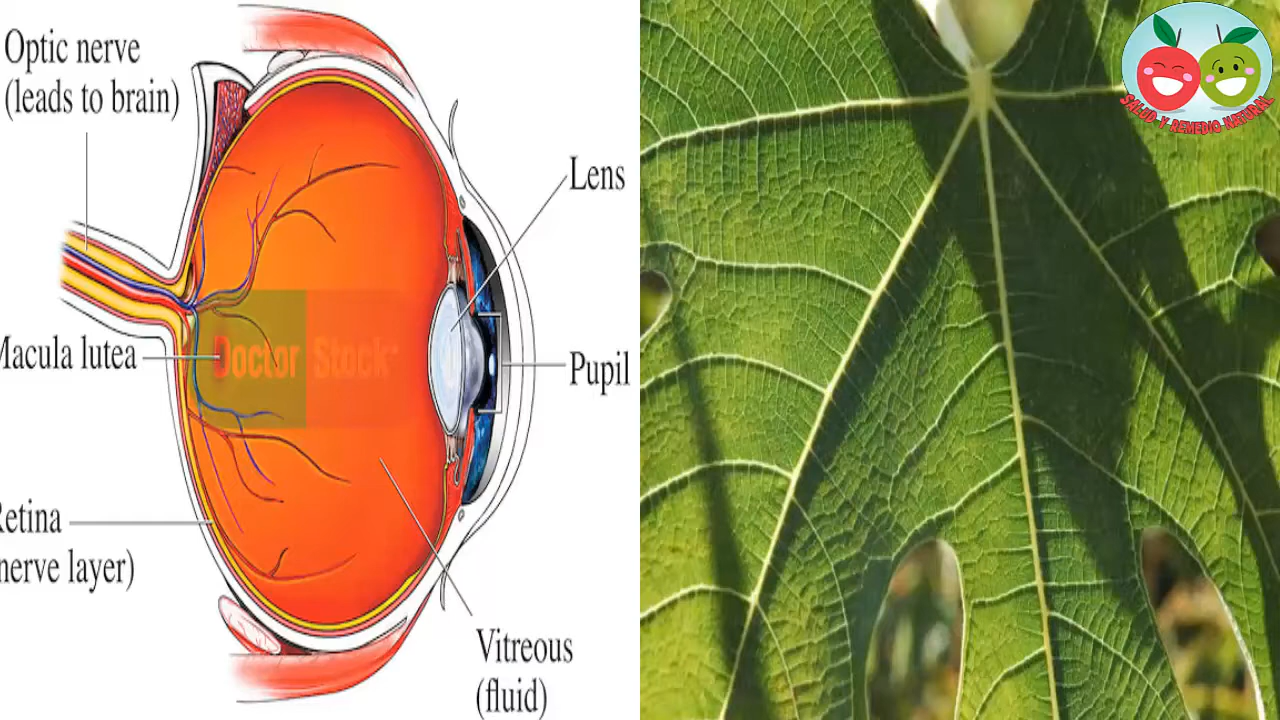 Optic nerve
(leads to brain)
Lens
Macula lutea
Doctor Stock
Pupil
Retina
nerve layer)
Vitreous
(fluid)
SALUD Y REMEDIO NATURAL